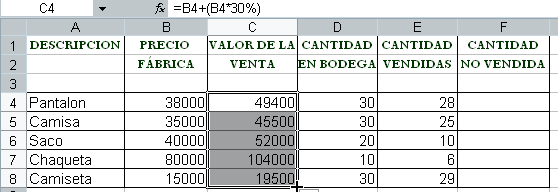 C4 fx =B4+(B4*30%)
A B C D E F
1 DESCRIPCION PRECIO VALOR DE LA CANTIDAD CANTIDAD CANTIDAD
2 FÁBRICA VENTA EN BODEGA VENDIDAS NO VENDIDA
3
4 Pantalon 38000 49400 30 28
5 Camisa 35000 45500 30 25
6 Saco 40000 52000 20 10
7 Chaqueta 80000 104000 10 6
8 Camiseta 15000 19500 30 29